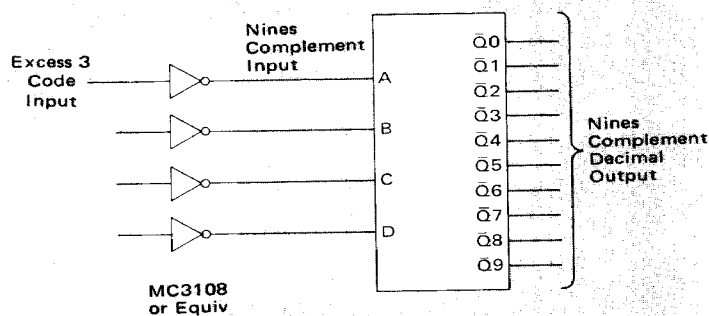 Excess 3
Code
Input
Nines
Complement
Input
A
B
C
D
Q̅0
Q̅1
Q̅2
Q̅3
Q̅4
Q̅5
Q̅6
Q̅7
Q̅8
Q̅9
Nines
Complement
Decimal
Output
MC3108
or Equiv